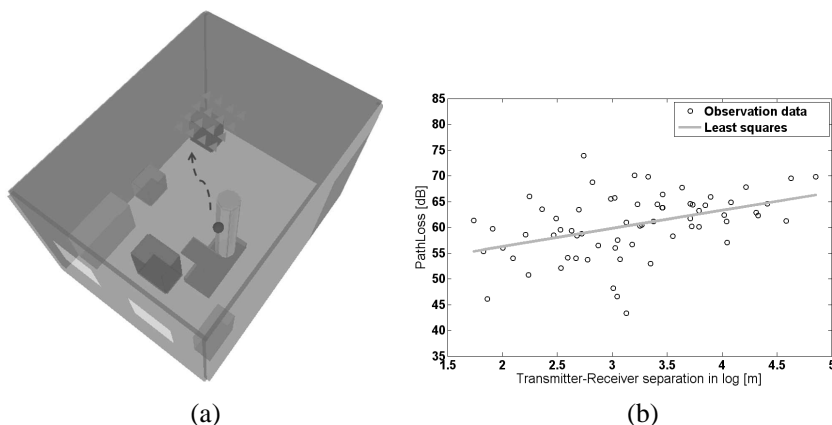 85
80
75
70
65
60
55
50
45
40
35
PathLoss [dB]
Observation data
Least squares
1.5 2 2.5 3 3.5 4 4.5 5
Transmitter-Receiver separation in log [m]
(a) (b)